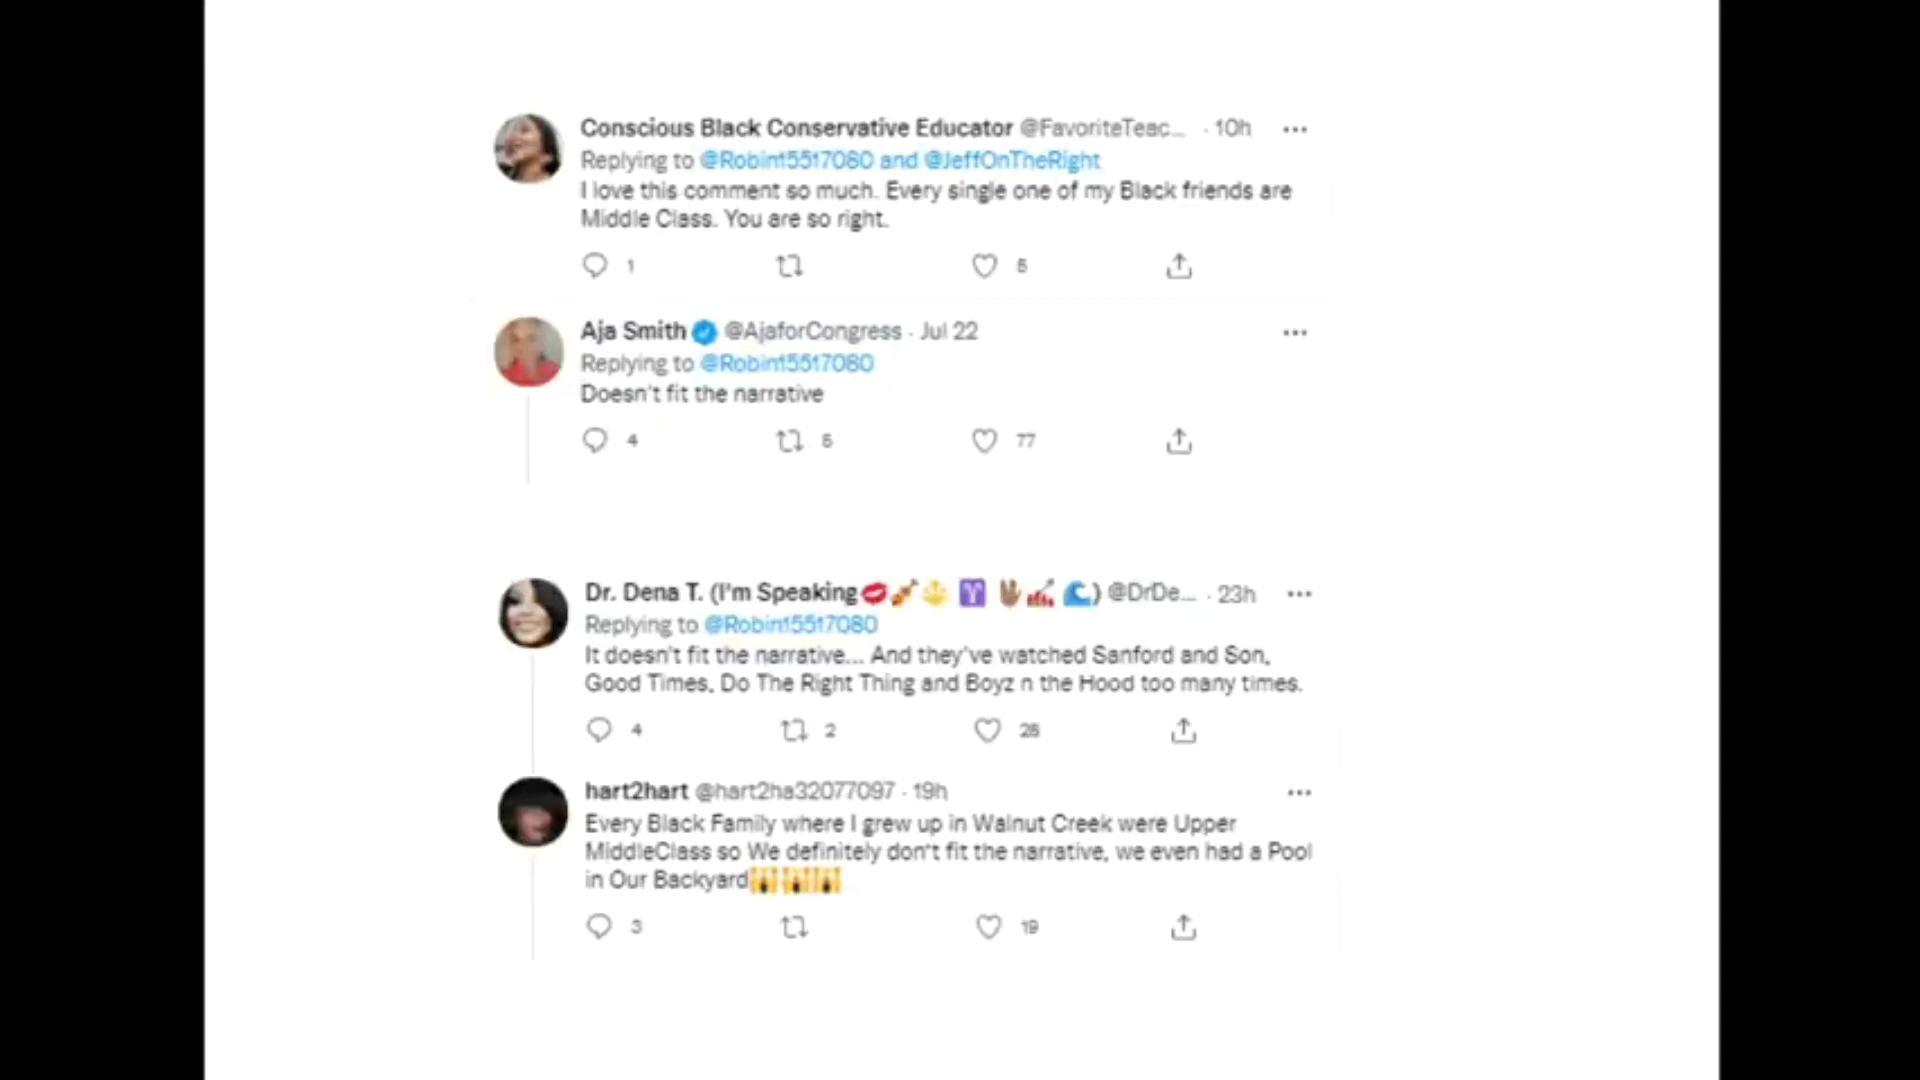 Conscious Black Conservative Educator @FavoriteTeac... · 10h
Replying to @Robin15517080 and @JeffOnTheRight
I love this comment so much. Every single one of my Black friends are
Middle Class. You are so right.
1 5
Aja Smith @AjaforCongress · Jul 22
Replying to @Robin15517080
Doesn't fit the narrative
4 5 77
Dr. Dena T. (I'm Speaking💋🎻🔱♈🖖🏽 🌊) @DrDe... · 23h
Replying to @Robin15517080
It doesn't fit the narrative... And they've watched Sanford and Son,
Good Times, Do The Right Thing and Boyz n the Hood too many times.
4 2 26
hart2hart @hart2ha32077097 · 19h
Every Black Family where I grew up in Walnut Creek were Upper
MiddleClass so We definitely don't fit the narrative, we even had a Pool
in Our Backyard
3 19